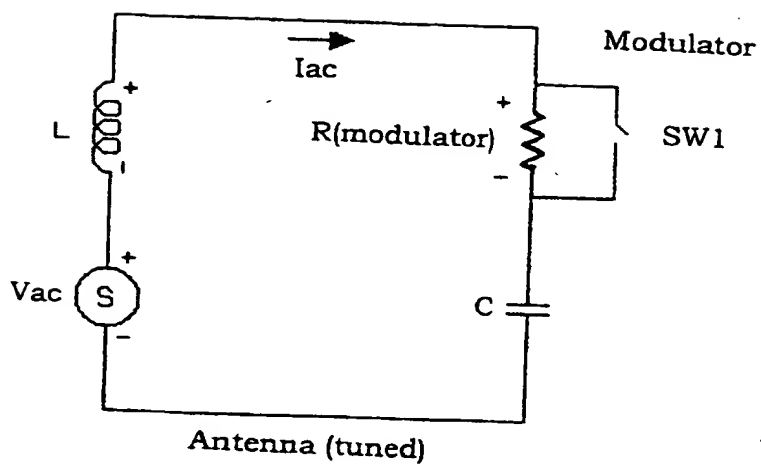 Modulator
Iac
+
+
L
R(modulator)
SW1
-
+
Vac
S
C
-
Antenna (tuned)